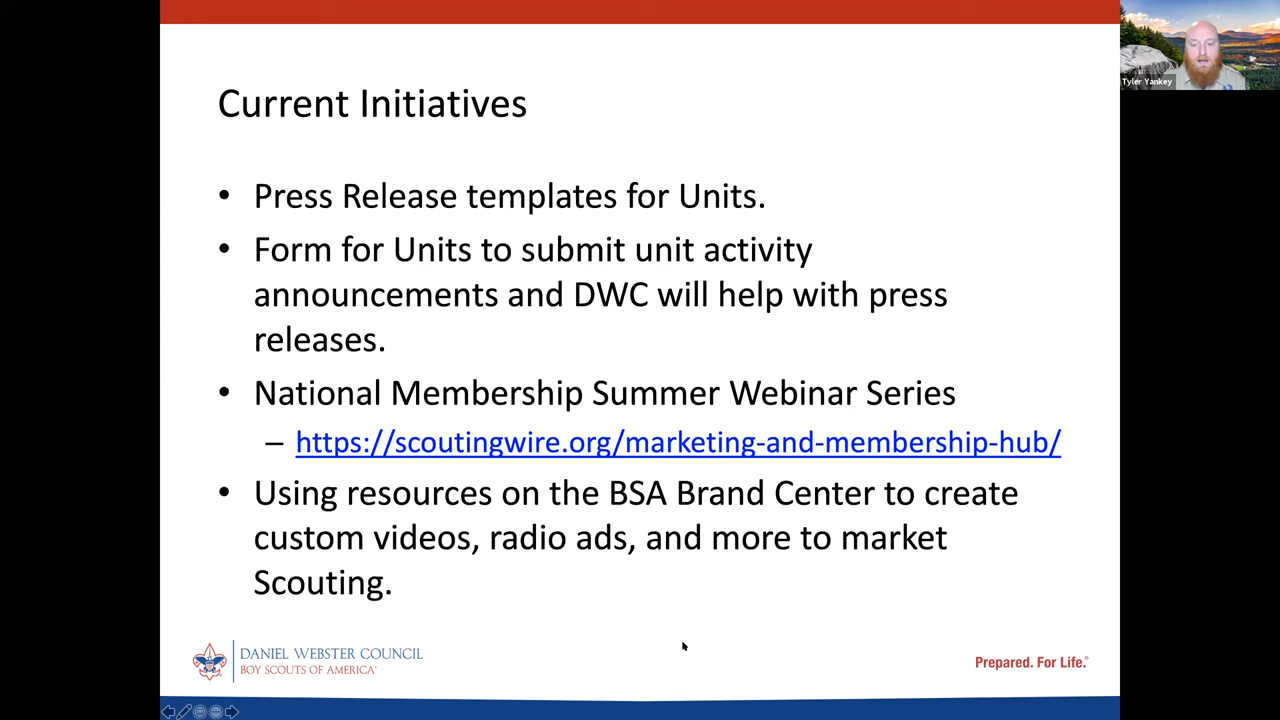 Current Initiatives
• Press Release templates for Units.
• Form for Units to submit unit activity
announcements and DWC will help with press
releases.
• National Membership Summer Webinar Series
– https://scoutingwire.org/marketing-and-membership-hub/
• Using resources on the BSA Brand Center to create
custom videos, radio ads, and more to market
Scouting.
DANIEL WEBSTER COUNCIL
BOY SCOUTS OF AMERICA®
Prepared. For Life.®
Tyler Yankey